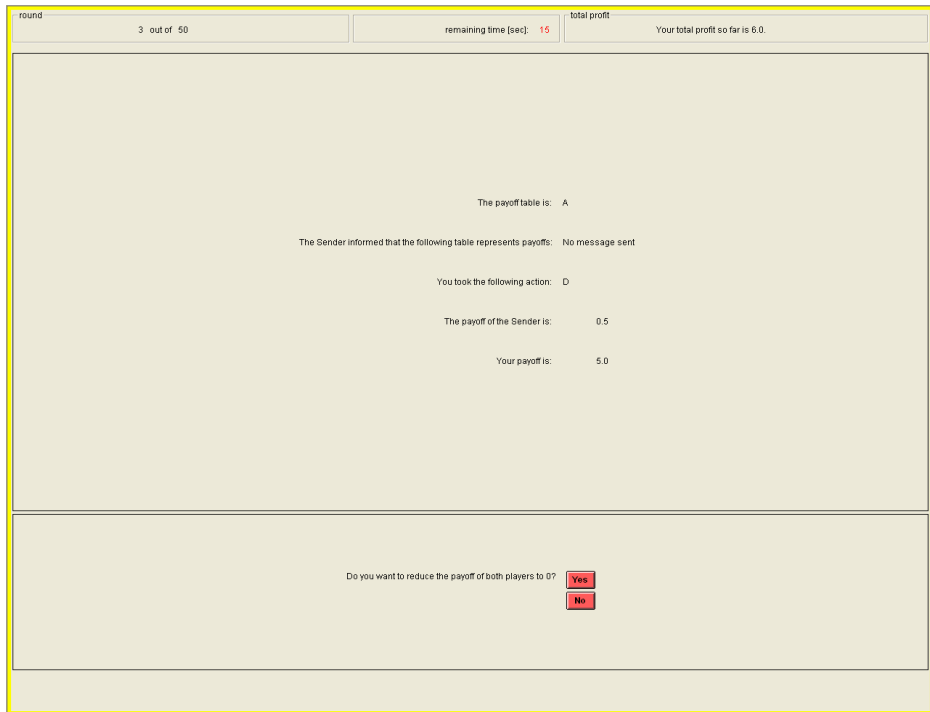 round
3 out of 50
remaining time [sec]: 15
total profit
Your total profit so far is 6.0.
The payoff table is: A
The Sender informed that the following table represents payoffs: No message sent
You took the following action: D
The payoff of the Sender is: 0.5
Your payoff is: 5.0
Do you want to reduce the payoff of both players to 0? Yes
No